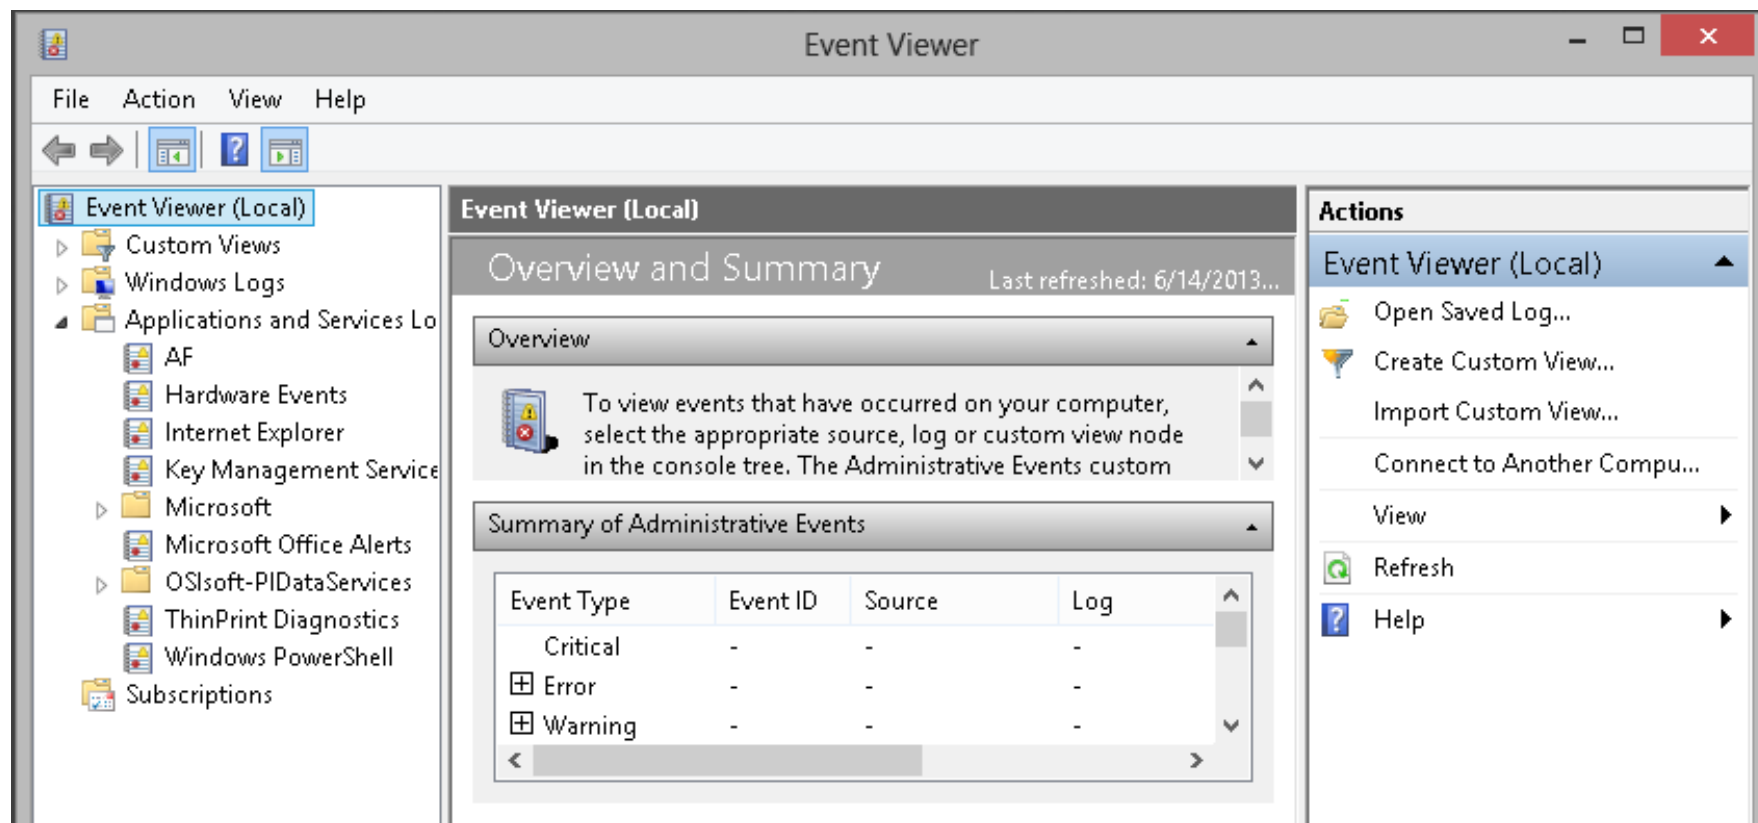 Event Viewer
File Action View Help
Event Viewer (Local)
Custom Views
Windows Logs
Applications and Services Lo
AF
Hardware Events
Internet Explorer
Key Management Service
Microsoft
Microsoft Office Alerts
OSIsoft-PIDataServices
ThinPrint Diagnostics
Windows PowerShell
Subscriptions
Event Viewer (Local)
Overview and Summary Last refreshed: 6/14/2013...
Overview
To view events that have occurred on your computer,
select the appropriate source, log or custom view node
in the console tree. The Administrative Events custom
Summary of Administrative Events
Event Type Event ID Source Log
Critical - - -
Error - - -
Warning - - -
Actions
Event Viewer (Local)
Open Saved Log...
Create Custom View...
Import Custom View...
Connect to Another Compu...
View
Refresh
Help